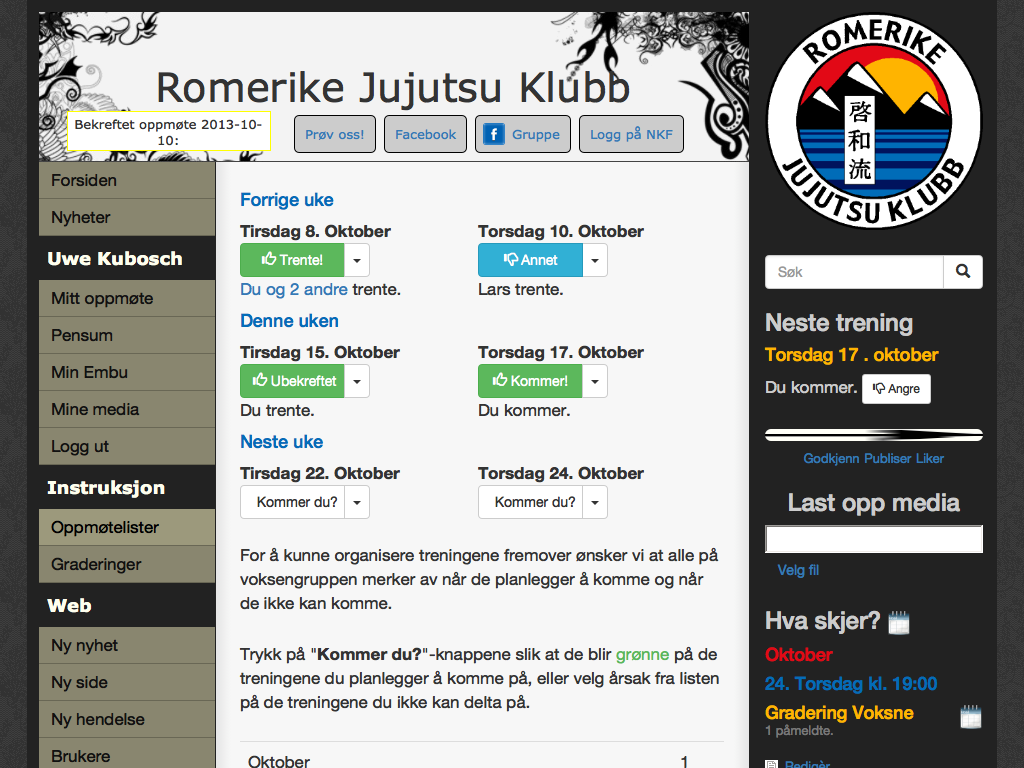 Romerike Jujutsu Klubb
Bekreftet oppmøte 2013-10-
10:
Prøv oss!
Facebook
Gruppe
Logg på NKF
ROMERIKE
啓和流
JUJUTSU KLUBB
Forsiden
Nyheter
Uwe Kubosch
Mitt oppmøte
Pensum
Min Embu
Mine media
Logg ut
Instruksjon
Oppmøtelister
Graderinger
Web
Ny nyhet
Ny side
Ny hendelse
Brukere
Forrige uke
Tirsdag 8. Oktober
Trente!
Du og 2 andre trente.
Torsdag 10. Oktober
Annet
Lars trente.
Denne uken
Tirsdag 15. Oktober
Ubekreftet
Du trente.
Torsdag 17. Oktober
Kommer!
Du kommer.
Neste uke
Tirsdag 22. Oktober
Kommer du?
Torsdag 24. Oktober
Kommer du?
For å kunne organisere treningene fremover ønsker vi at alle på
voksengruppen merker av når de planlegger å komme og når
de ikke kan komme.
Trykk på "Kommer du?"-knappene slik at de blir grønne på de
treningene du planlegger å komme på, eller velg årsak fra listen
på de treningene du ikke kan delta på.
Oktober 1
Søk
Neste trening
Torsdag 17 . oktober
Du kommer. Angre
Godkjenn Publiser Liker
Last opp media
Velg fil
Hva skjer?
Oktober
24. Torsdag kl. 19:00
Gradering Voksne
1 påmeldte.
Redigèr